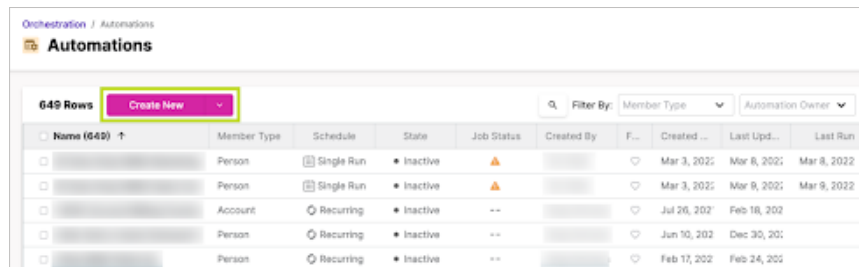 Orchestration / Automations
Automations
649 Rows Create New Filter By: Member Type Automation Owner
Name (649) ↑ Member Type Schedule State Job Status Created By F... Created ... Last Upd... Last Run
Person Single Run Inactive Mar 3, 202 Mar 8, 202 Mar 8, 2022
Person Single Run Inactive Mar 3, 202 Mar 9, 202 Mar 9, 2022
Account Recurring Inactive -- Jul 26, 202 Feb 18, 202
Person Recurring Inactive -- Jun 10, 202 Dec 30, 202
Person Recurring Inactive -- Feb 17, 202 Feb 24, 202